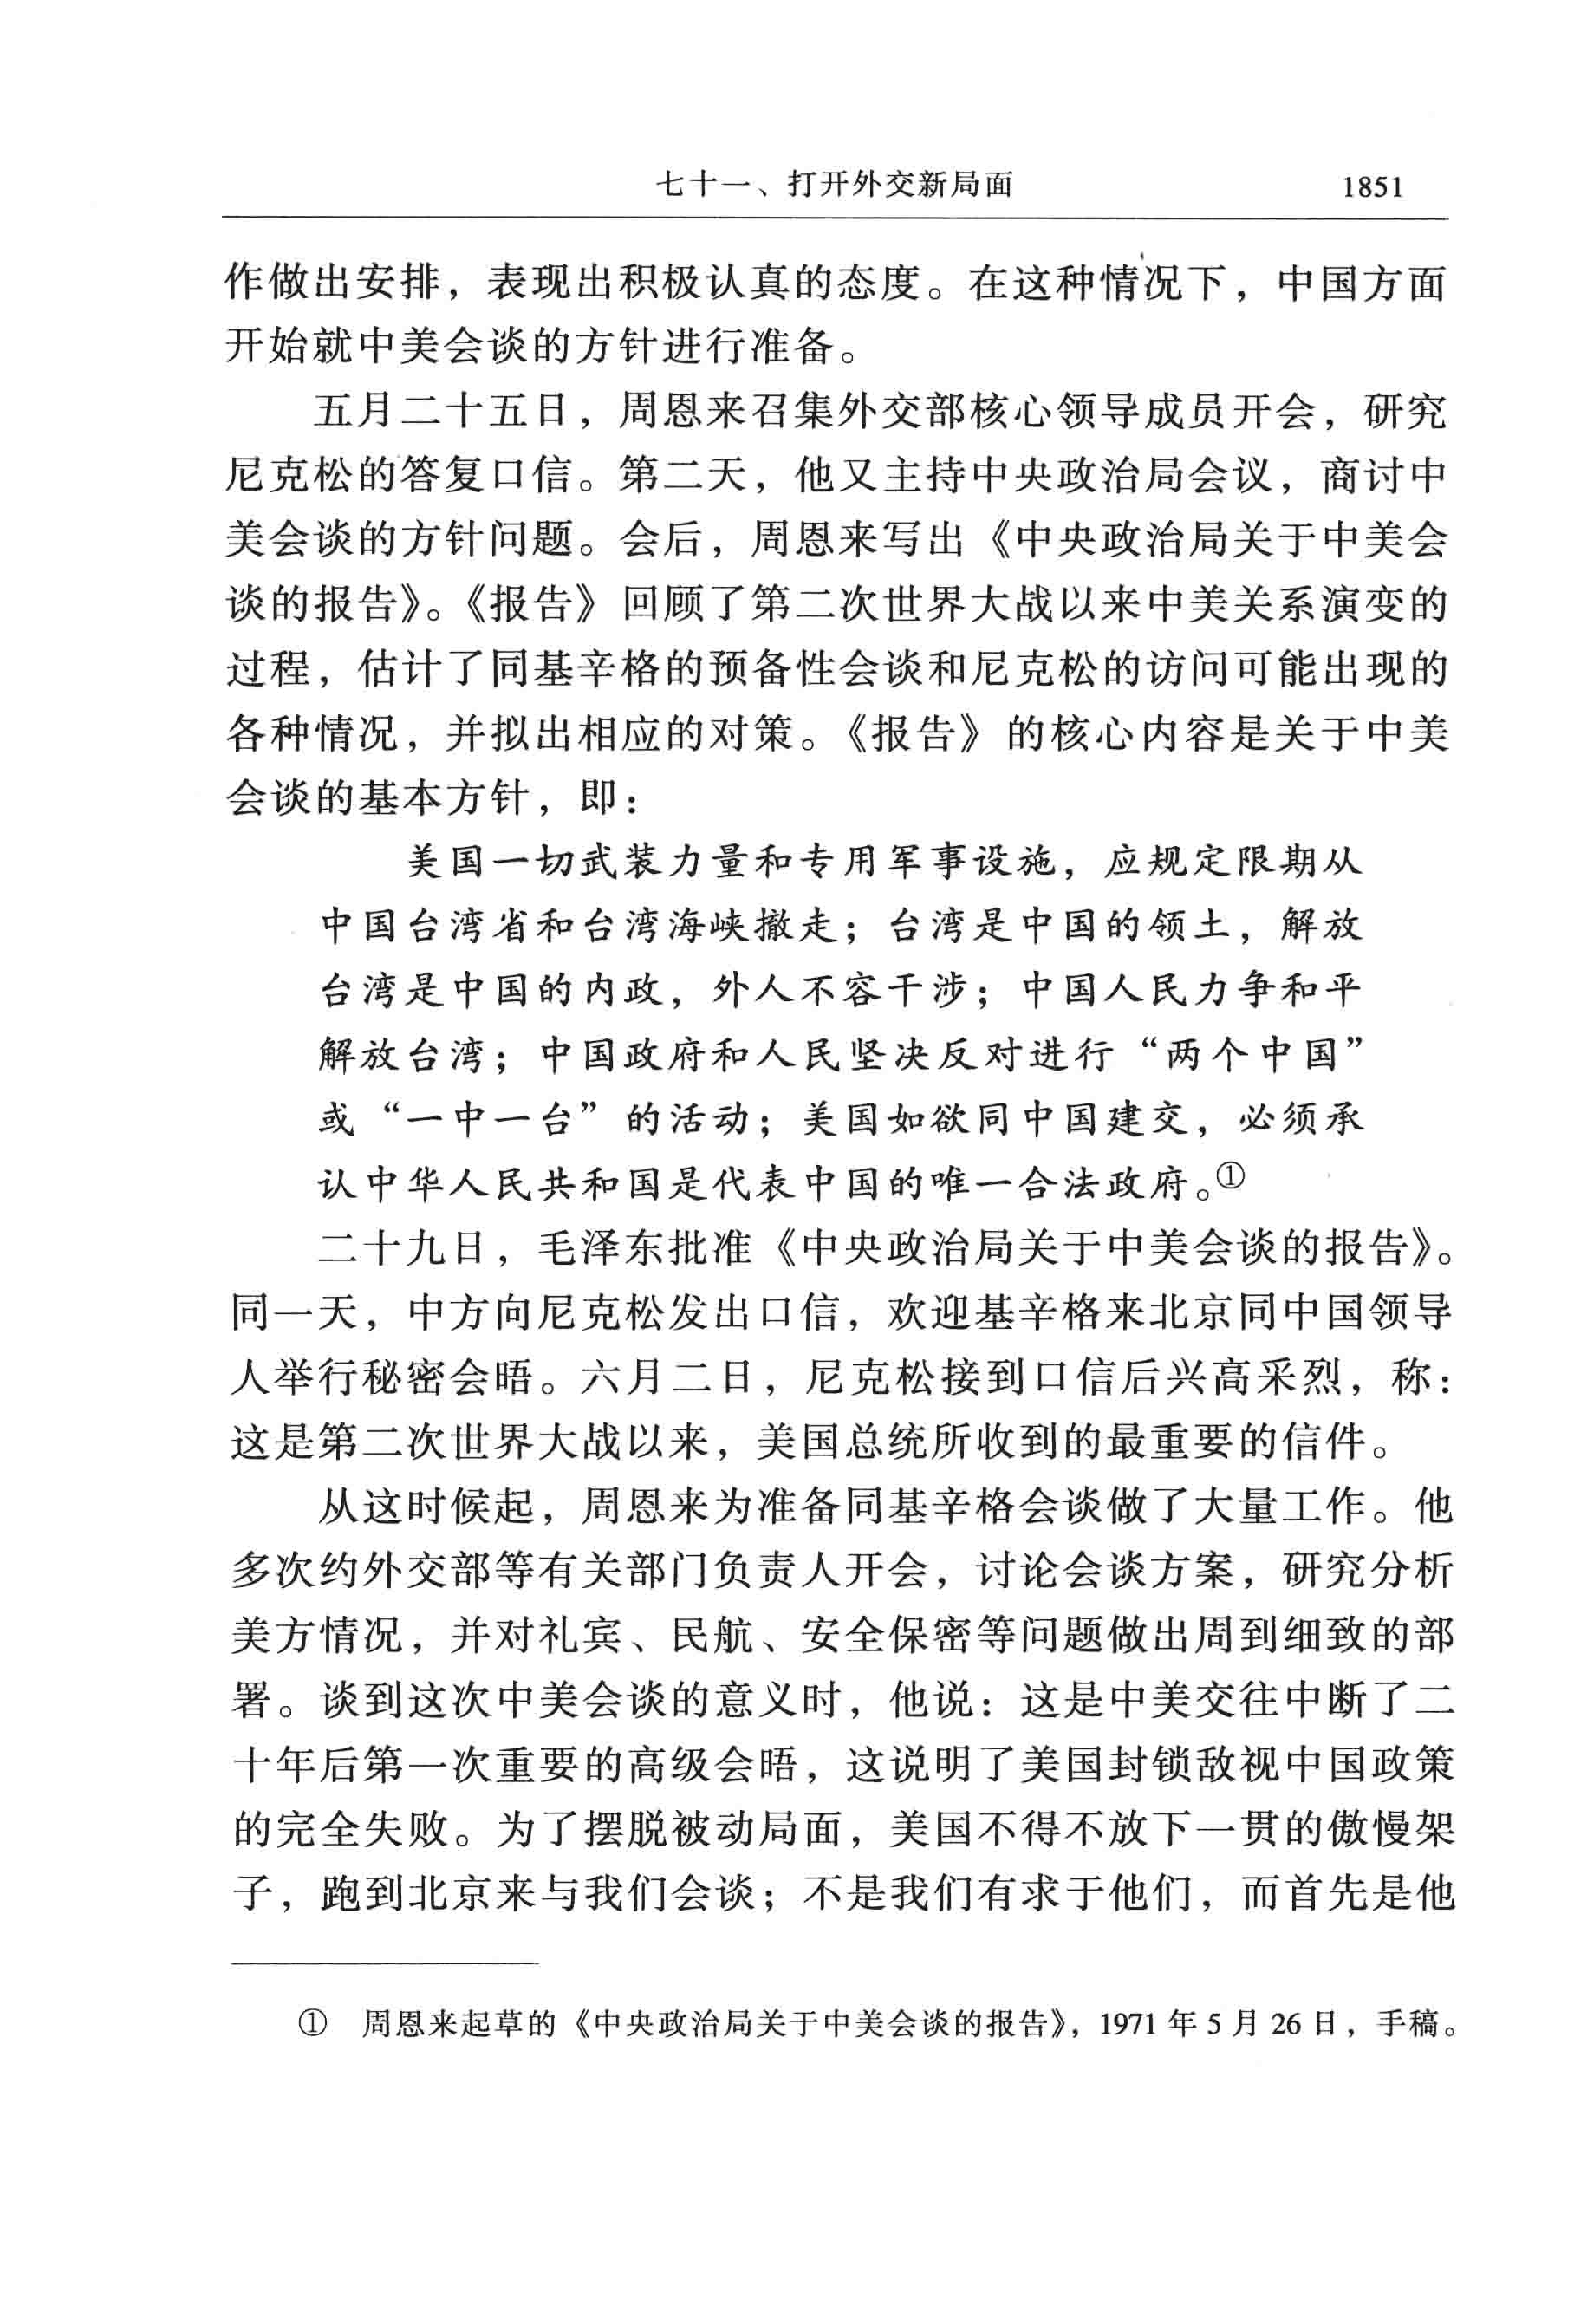 七十一、打开外交新局面 1851
作做出安排，表现出积极认真的态度。在这种情况下，中国方面
开始就中美会谈的方针进行准备。
五月二十五日，周恩来召集外交部核心领导成员开会，研究
尼克松的答复口信。第二天，他又主持中央政治局会议，商讨中
美会谈的方针问题。会后，周恩来写出《中央政治局关于中美会
谈的报告》。《报告》回顾了第二次世界大战以来中美关系演变的
过程，估计了同基辛格的预备性会谈和尼克松的访问可能出现的
各种情况，并拟出相应的对策。《报告》的核心内容是关于中美
会谈的基本方针，即：
美国一切武装力量和专用军事设施，应规定限期从
中国台湾省和台湾海峡撤走；台湾是中国的领土，解放
台湾是中国的内政，外人不容干涉；中国人民力争和平
解放台湾；中国政府和人民坚决反对进行“两个中国”
或“一中一台”的活动；美国如欲同中国建交，必须承
认中华人民共和国是代表中国的唯一合法政府。①
二十九日，毛泽东批准《中央政治局关于中美会谈的报告》。
同一天，中方向尼克松发出口信，欢迎基辛格来北京同中国领导
人举行秘密会晤。六月二日，尼克松接到口信后兴高采烈，称：
这是第二次世界大战以来，美国总统所收到的最重要的信件。
从这时候起，周恩来为准备同基辛格会谈做了大量工作。他
多次约外交部等有关部门负责人开会，讨论会谈方案，研究分析
美方情况，并对礼宾、民航、安全保密等问题做出周到细致的部
署。谈到这次中美会谈的意义时，他说：这是中美交往中断了二
十年后第一次重要的高级会晤，这说明了美国封锁敌视中国政策
的完全失败。为了摆脱被动局面，美国不得不放下一贯的傲慢架
子，跑到北京来与我们会谈；不是我们有求于他们，而首先是他
① 周恩来起草的《中央政治局关于中美会谈的报告》，1971年5月26日，手稿。